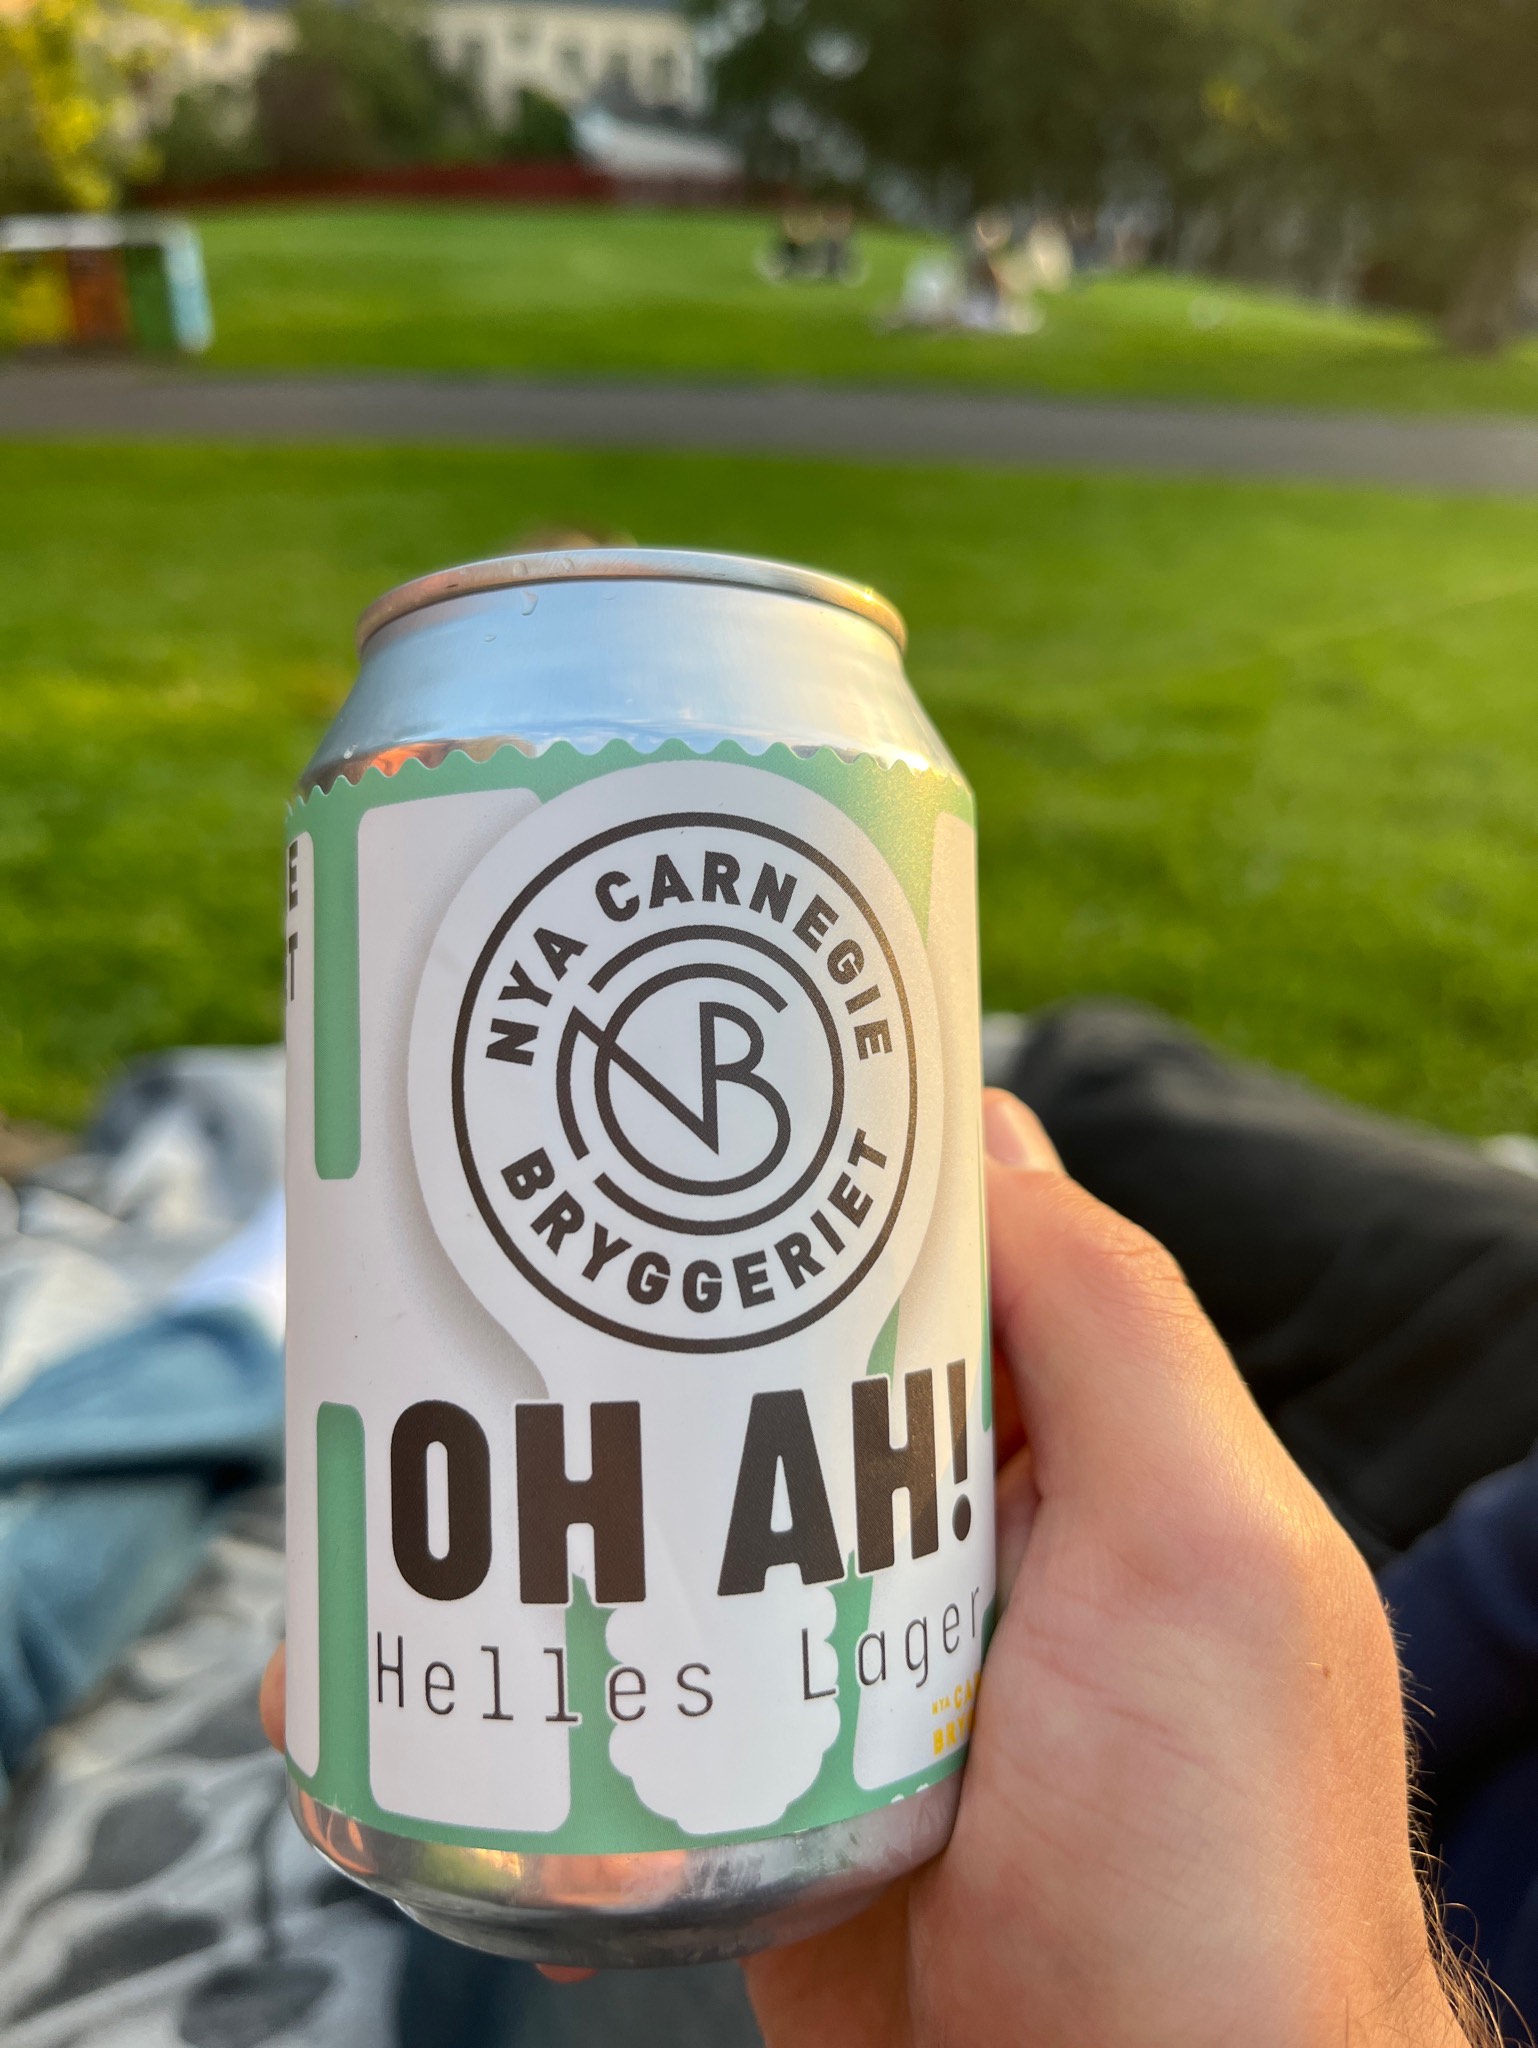 NYA CARNEGIE
BRYGGERIET
OH AH!
Helles Lager